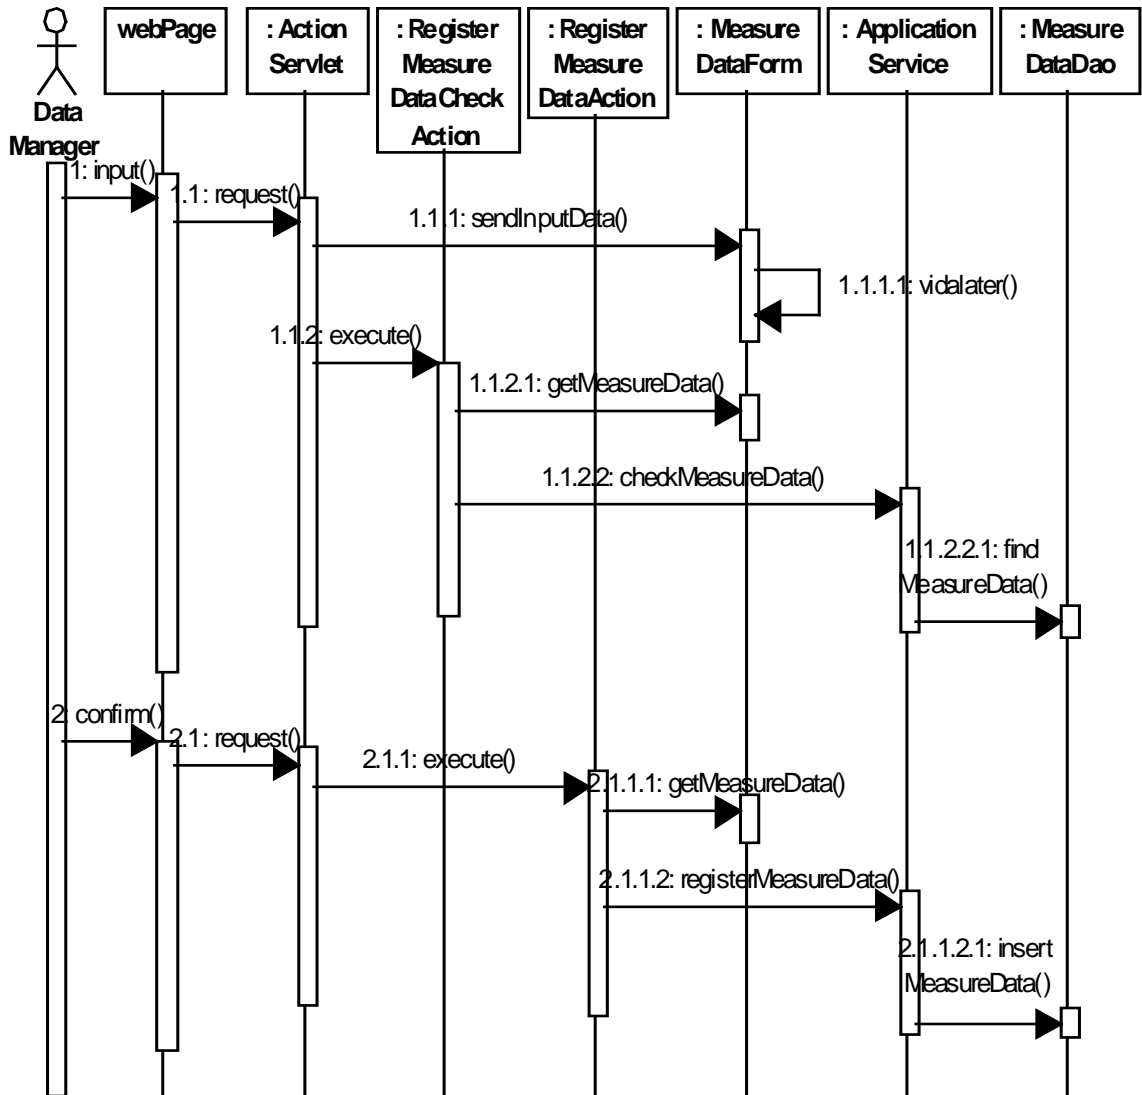 webPage
: Action
Servlet
: Register
Measure
DataCheck
Action
: Register
Measure
DataAction
: Measure
DataForm
: Application
Service
: Measure
DataDao
Data
Manager
1: input()
1.1: request()
1.1.1: sendInputData()
1.1.1.1: vidalater()
1.1.2: execute()
1.1.2.1: getMeasureData()
1.1.2.2: checkMeasureData()
1.1.2.2.1: find
MeasureData()
2: confirm()
2.1: request()
2.1.1: execute()
2.1.1.1: getMeasureData()
2.1.1.2: registerMeasureData()
2.1.1.2.1: insert
MeasureData()